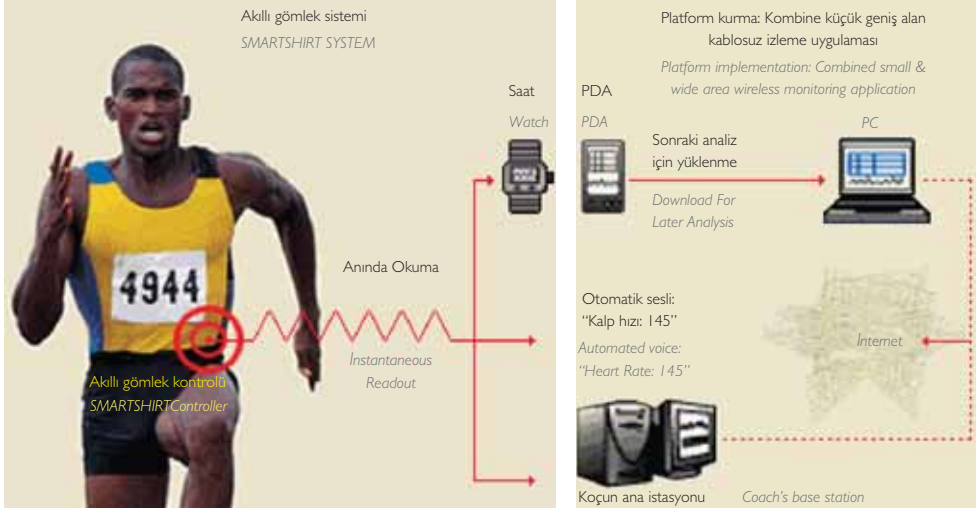 Akıllı gömlek sistemi
SMARTSHIRT SYSTEM
Saat
Watch
4944
Anında Okuma
Instantaneous
Readout
Akıllı gömlek kontrolü
SMARTSHIRTController
Platform kurma: Kombine küçük geniş alan
kablosuz izleme uygulaması
Platform implementation: Combined small &
wide area wireless monitoring application
PDA
PDA
PC
Sonraki analiz
için yüklenme
Download For
Later Analysis
Otomatik sesli:
“Kalp hızı: 145”
Automated voice:
“Heart Rate: 145”
Internet
Koçun ana istasyonu
Coach's base station